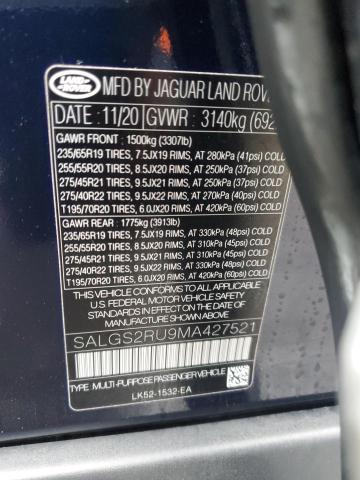 LAND-
ROVER
MFD BY JAGUAR LAND
DATE : 11/20 GVWR : 3140kg
GAWR FRONT : 1500kg (3307lb)
235/65R19 TIRES, 7.5JX19 RIMS, AT 280kPa (41psi) COLD
255/55R20 TIRES, 8.5JX20 RIMS, AT 250kPa (37psi) COLD
275/45R21 TIRES, 9.5JX21 RIMS, AT 250kPa (37psi) COLD
275/40R22 TIRES, 9.5JX22 RIMS, AT 270kPa (40psi) COLD
T195/70R20 TIRES, 6.0JX20 RIMS, AT 420kPa (60psi) COLD
GAWR REAR : 1775kg (3913lb)
235/65R19 TIRES, 7.5JX19 RIMS, AT 330kPa (48psi) COLD
255/55R20 TIRES, 8.5JX20 RIMS, AT 310kPa (45psi) COLD
275/45R21 TIRES, 9.5JX21 RIMS, AT 310kPa (45psi) COLD
275/40R22 TIRES, 9.5JX22 RIMS, AT 330kPa (48psi) COLD
T195/70R20 TIRES, 6.0JX20 RIMS, AT 420kPa (60psi) COLD
THIS VEHICLE CONFORMS TO ALL APPLICABLE
U.S FEDERAL MOTOR VEHICLE SAFETY
STANDARDS IN EFFECT ON THE DATE OF
MANUFACTURE SHOWN ABOVE
SALGS2RU9MA427521
TYPE: MULTI-PURPOSE PASSENGER VEHICLE
LK52-1532-EA